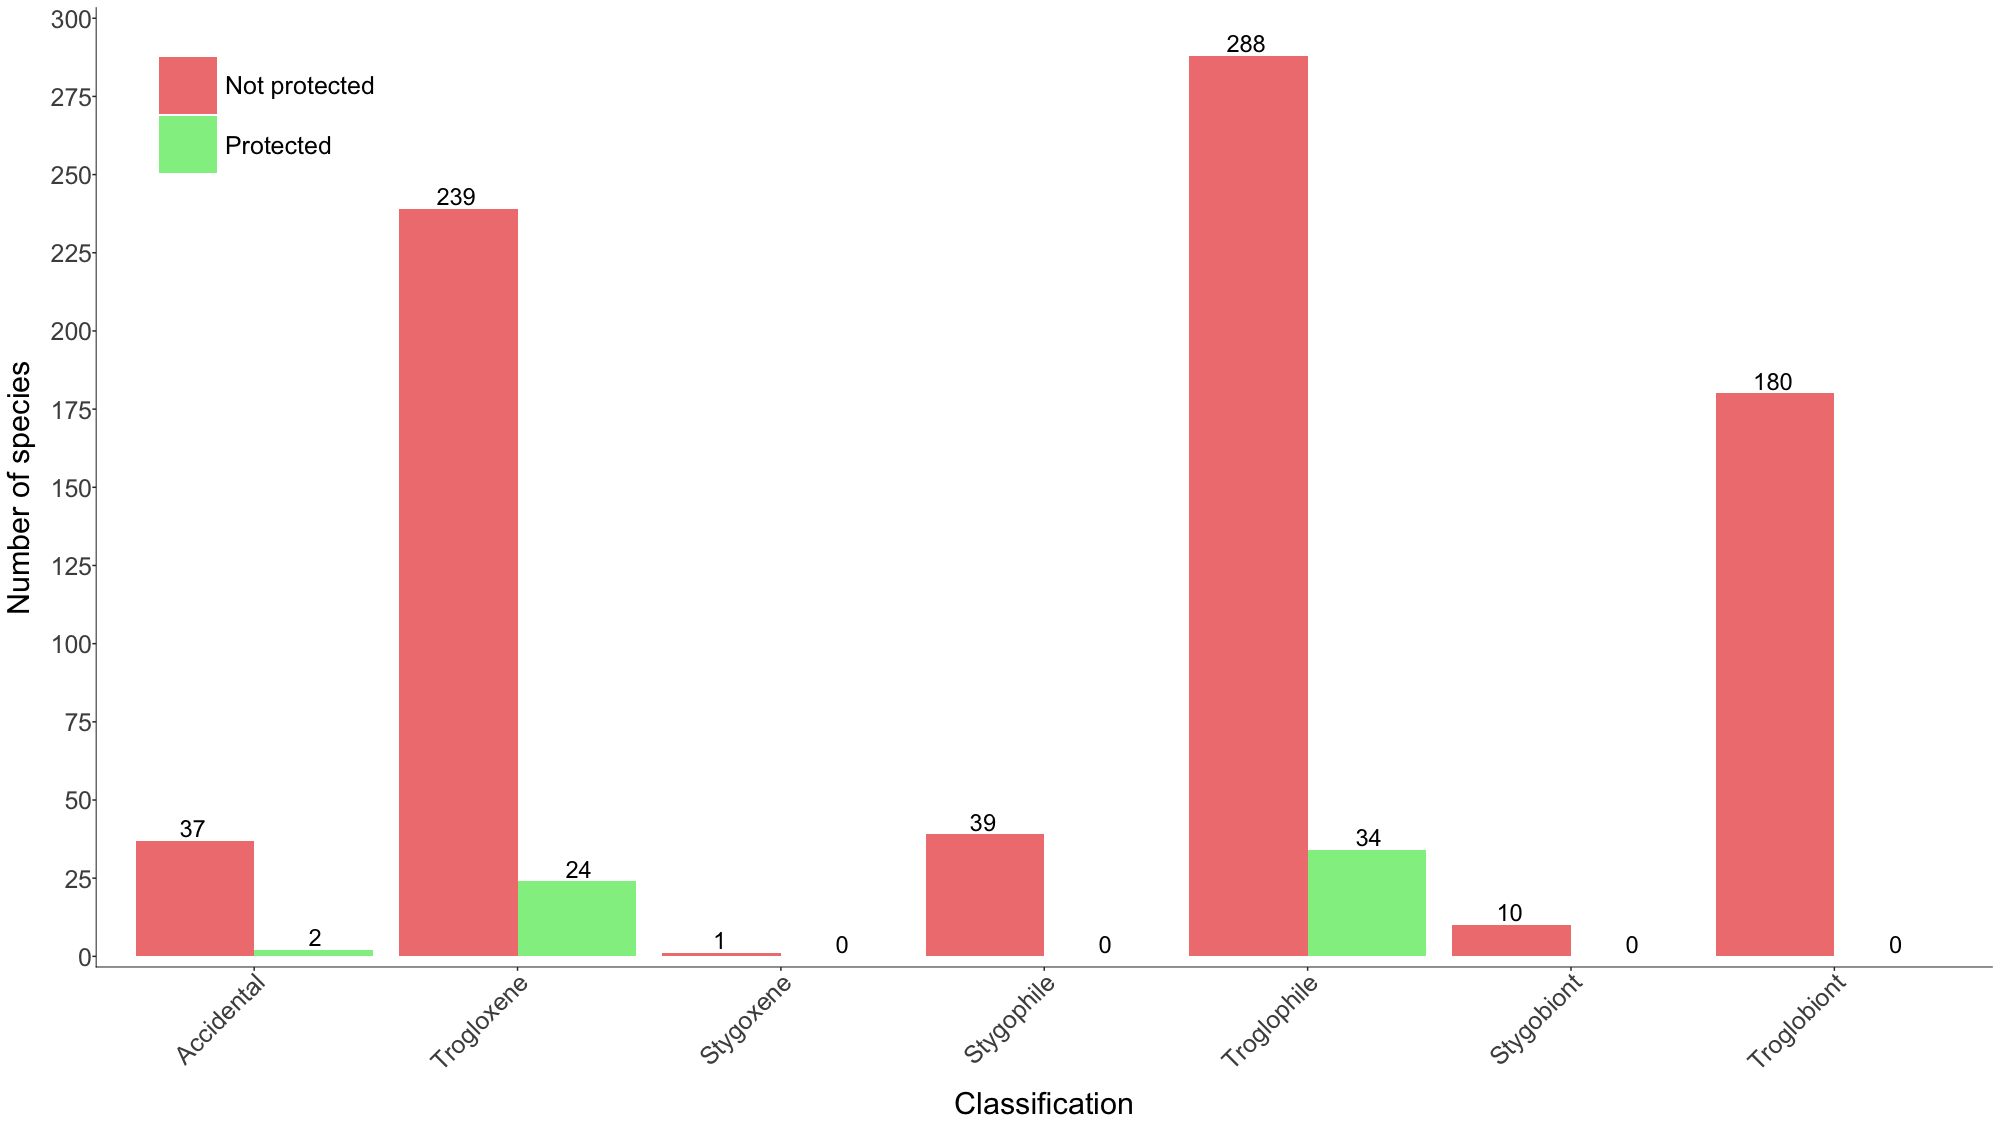 300
275
250
225
200
175
150
125
100
75
50
25
0
Number of species
Not protected
Protected
37
2
239
24
1
0
39
0
288
34
10
0
180
0
Accidental
Trogloxene
Stygoxene
Stygophile
Troglophile
Stygobiont
Troglobiont
Classification